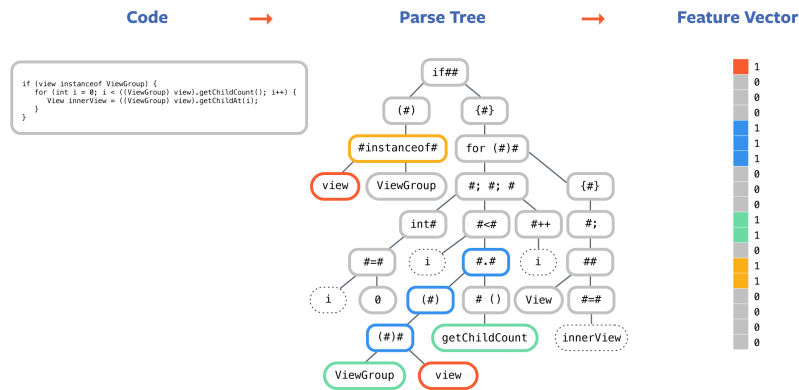 Code → Parse Tree → Feature Vector
if (view instanceof ViewGroup) {
for (int i = 0; i < ((ViewGroup) view).getChildCount(); i++) {
View innerView = ((ViewGroup) view).getChildAt(i);
}
}
if##
(#) {#}
#instanceof# for (#)#
view ViewGroup #; #; # {#}
int# #<# #++ #;
#=# i #.# i ##
i 0 (#) # () View #=#
(#)# getChildCount innerView
ViewGroup view
1
0
0
0
1
1
1
0
0
0
1
1
0
1
1
0
0
0
0